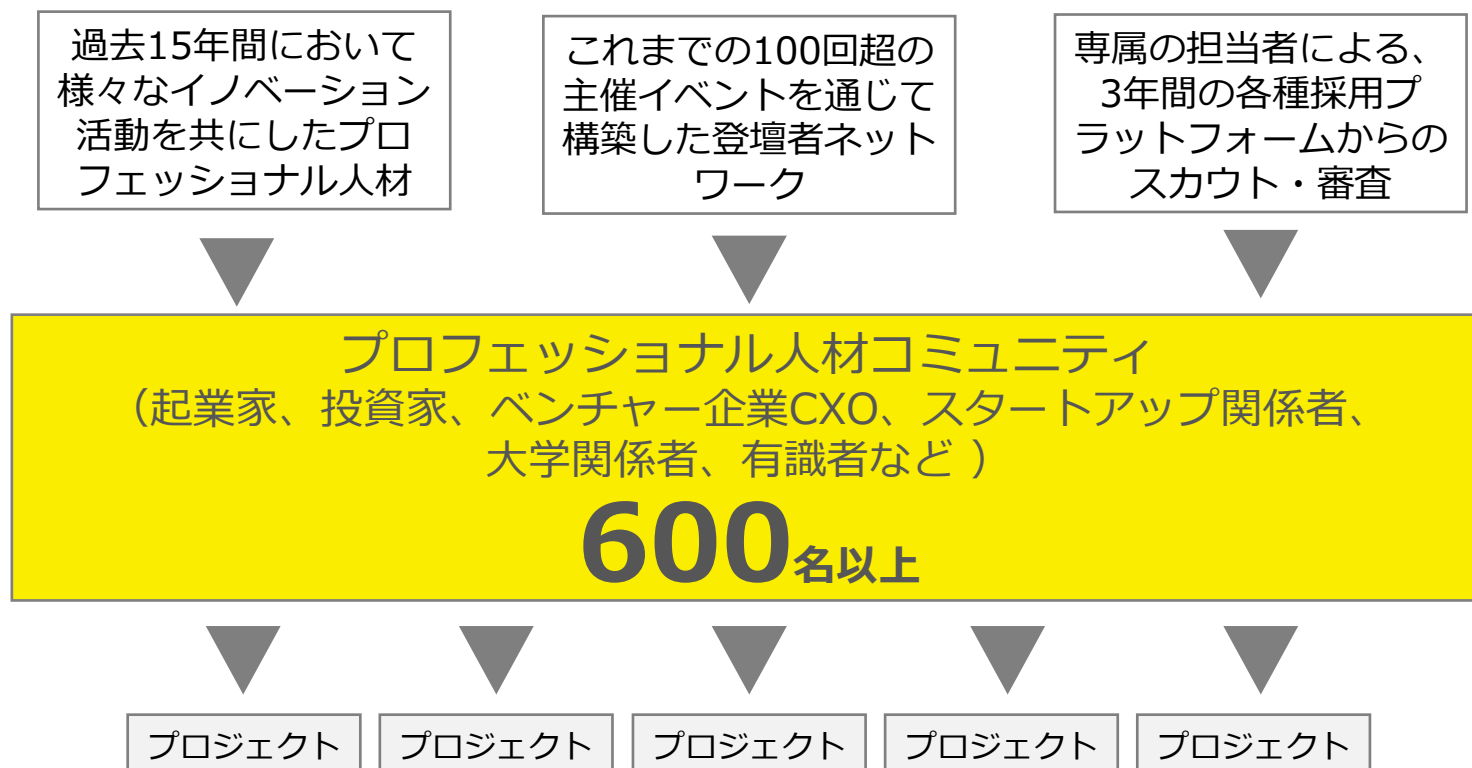 過去15年間において
様々なイノベーション
活動を共にしたプロ
フェッショナル人材
これまでの100回超の
主催イベントを通じて
構築した登壇者ネット
ワーク
専属の担当者による、
3年間の各種採用プ
ラットフォームからの
スカウト・審査
プロフェッショナル人材コミュニティ
（起業家、投資家、ベンチャー企業CXO、スタートアップ関係者、
大学関係者、有識者など ）
600名以上
プロジェクト
プロジェクト
プロジェクト
プロジェクト
プロジェクト